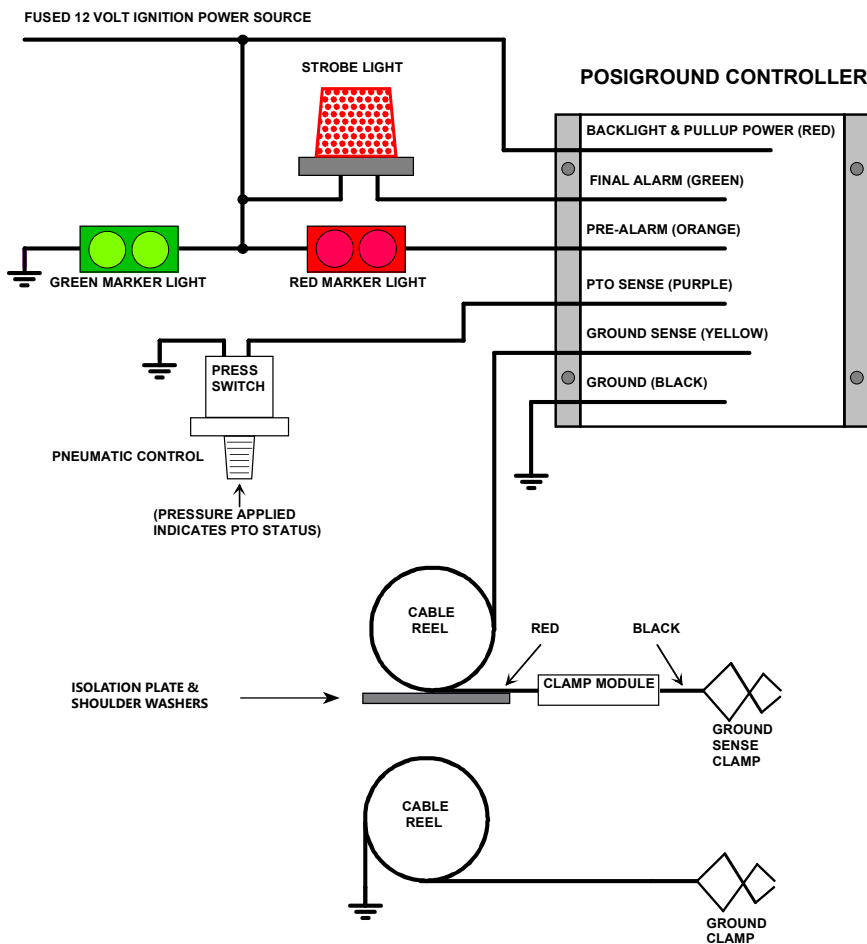 FUSED 12 VOLT IGNITION POWER SOURCE
STROBE LIGHT
POSIGROUND CONTROLLER
BACKLIGHT & PULLUP POWER (RED)
FINAL ALARM (GREEN)
PRE-ALARM (ORANGE)
GREEN MARKER LIGHT
RED MARKER LIGHT
PTO SENSE (PURPLE)
GROUND SENSE (YELLOW)
GROUND (BLACK)
PRESS
SWITCH
PNEUMATIC CONTROL
(PRESSURE APPLIED
INDICATES PTO STATUS)
CABLE
REEL
RED
BLACK
ISOLATION PLATE &
SHOULDER WASHERS
CLAMP MODULE
GROUND
SENSE
CLAMP
CABLE
REEL
GROUND
CLAMP